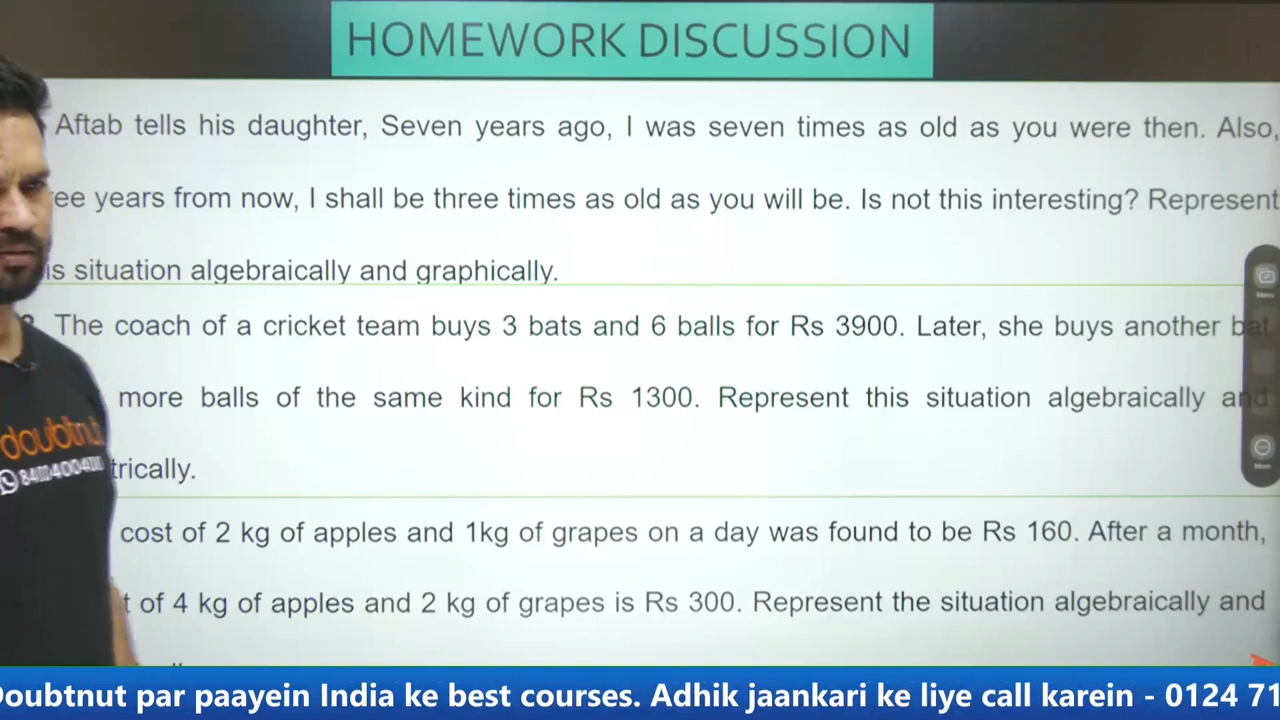 HOMEWORK DISCUSSION
Aftab tells his daughter, Seven years ago, I was seven times as old as you were then. Also,
ee years from now, I shall be three times as old as you will be. Is not this interesting? Represent
is situation algebraically and graphically.
The coach of a cricket team buys 3 bats and 6 balls for Rs 3900. Later, she buys another bat
more balls of the same kind for Rs 1300. Represent this situation algebraically and
trically.
cost of 2 kg of apples and 1kg of grapes on a day was found to be Rs 160. After a month,
t of 4 kg of apples and 2 kg of grapes is Rs 300. Represent the situation algebraically and
doubtnut
Menu
More
Doubtnut par paayein India ke best courses. Adhik jaankari ke liye call karein - 0124 71